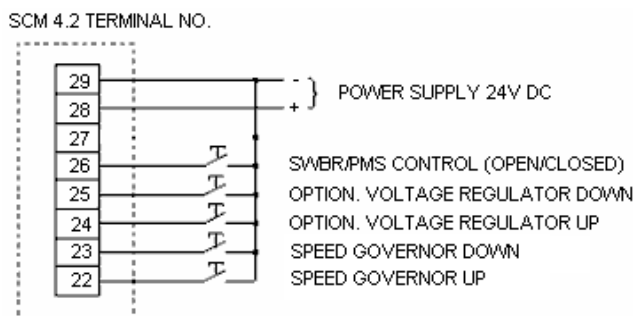 SCM 4.2 TERMINAL NO.
29
28
27
26
25
24
23
22
-
+
POWER SUPPLY 24V DC
SWBR/PMS CONTROL (OPEN/CLOSED)
OPTION. VOLTAGE REGULATOR DOWN
OPTION. VOLTAGE REGULATOR UP
SPEED GOVERNOR DOWN
SPEED GOVERNOR UP